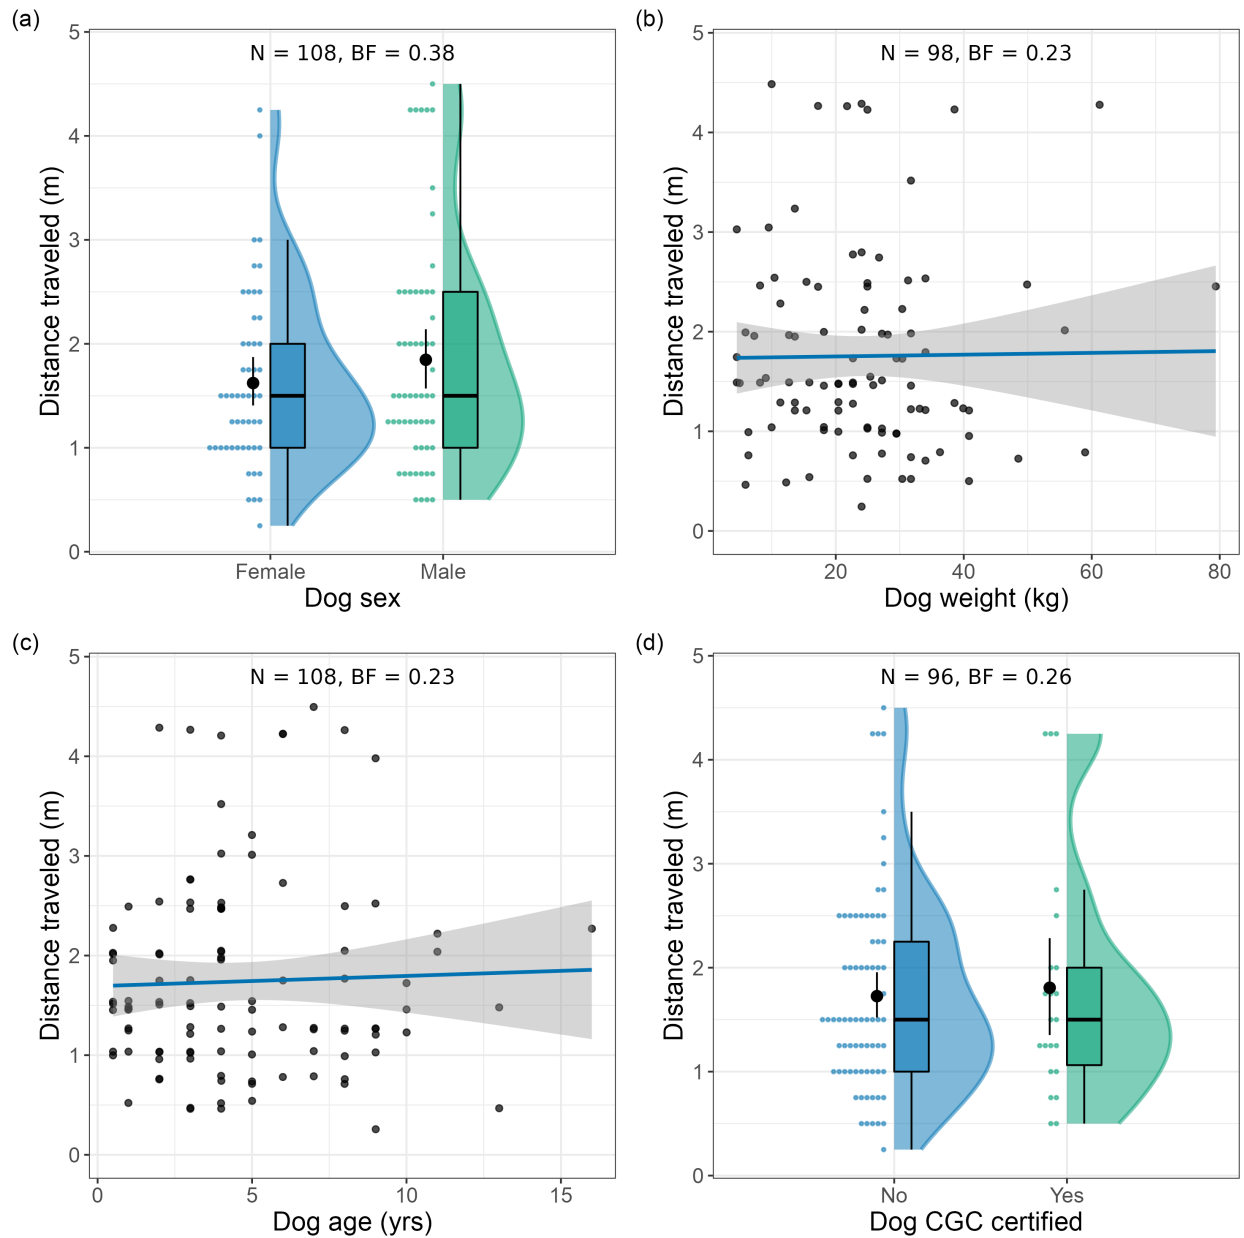 (a)
N = 108, BF = 0.38
Distance traveled (m)
5
4
3
2
1
0
Female
Male
Dog sex
(b)
N = 98, BF = 0.23
Distance traveled (m)
5
4
3
2
1
0
20
40
60
80
Dog weight (kg)
(c)
N = 108, BF = 0.23
Distance traveled (m)
5
4
3
2
1
0
0
5
10
15
Dog age (yrs)
(d)
N = 96, BF = 0.26
Distance traveled (m)
5
4
3
2
1
0
No
Yes
Dog CGC certified